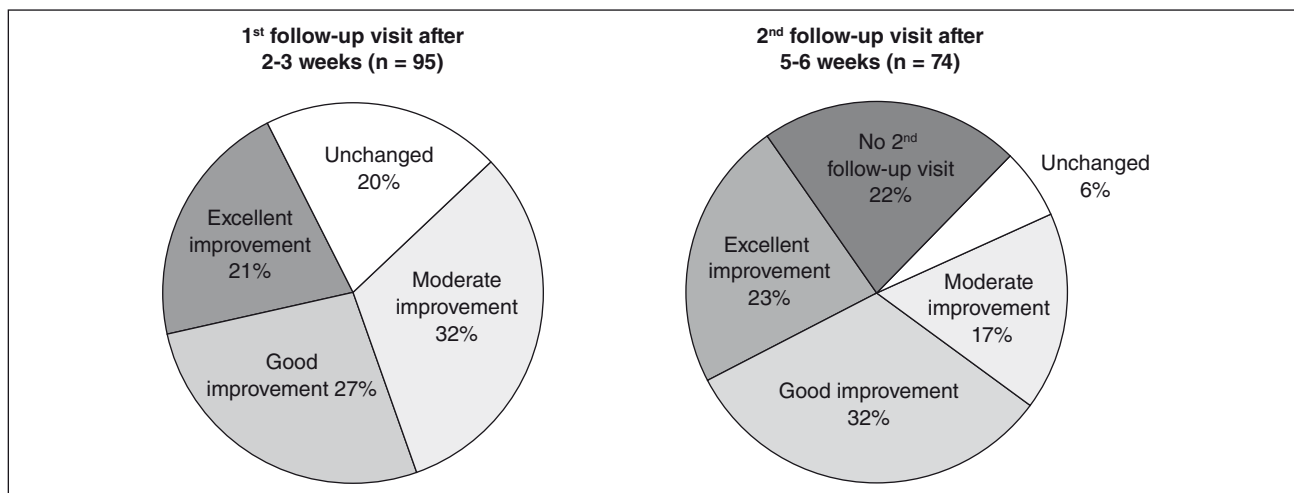 1st follow-up visit after
2-3 weeks (n = 95)
Unchanged
20%
Excellent
improvement
21%
Moderate
improvement
32%
Good
improvement 27%
2nd follow-up visit after
5-6 weeks (n = 74)
No 2nd
follow-up visit
22%
Unchanged
6%
Excellent
improvement
23%
Moderate
improvement
17%
Good improvement
32%